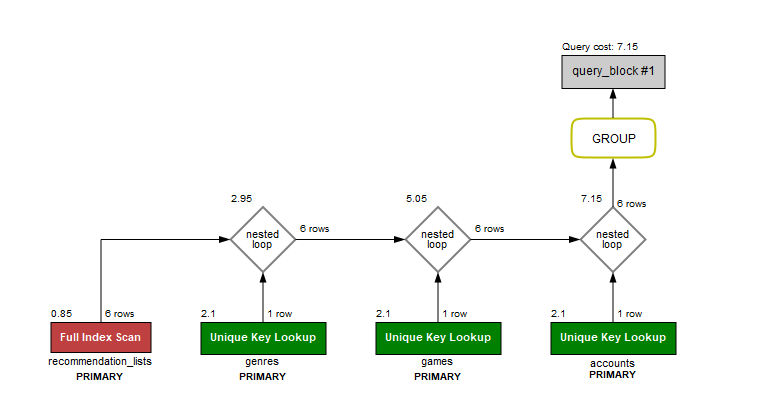 Query cost: 7.15
query_block #1
GROUP
2.95
5.05
7.15
6 rows
nested
loop
6 rows
nested
loop
6 rows
nested
loop
0.85
6 rows
2.1
1 row
2.1
1 row
2.1
1 row
Full Index Scan
Unique Key Lookup
Unique Key Lookup
Unique Key Lookup
recommendation_lists
genres
games
accounts
PRIMARY
PRIMARY
PRIMARY
PRIMARY